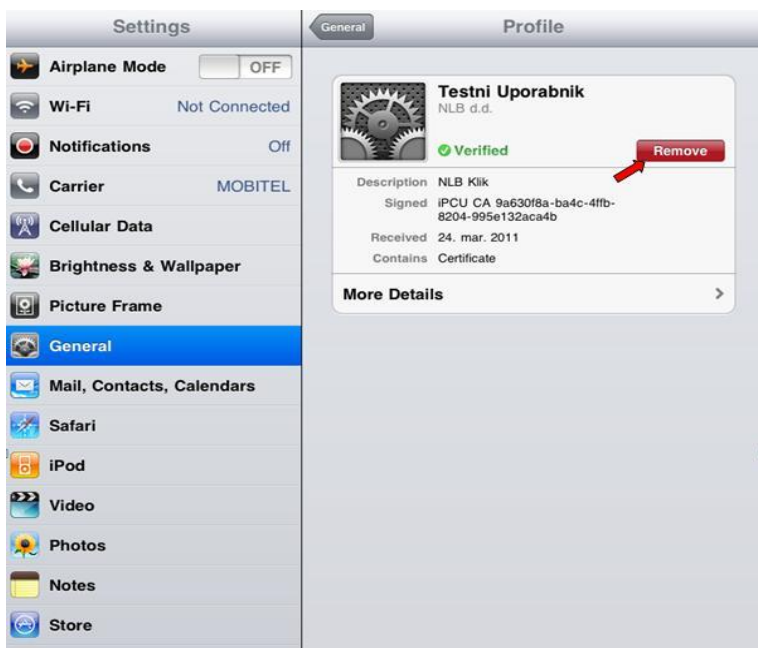 Settings
Airplane Mode OFF
Wi-Fi Not Connected
Notifications Off
Carrier MOBITEL
Cellular Data
Brightness & Wallpaper
Picture Frame
General
Mail, Contacts, Calendars
Safari
iPod
Video
Photos
Notes
Store
General Profile
Testni Uporabnik
NLB d.d.
Verified Remove
Description NLB Klik
Signed iPCU CA 9a630f8a-ba4c-4ffb-
8204-995e132aca4b
Received 24. mar. 2011
Contains Certificate
More Details